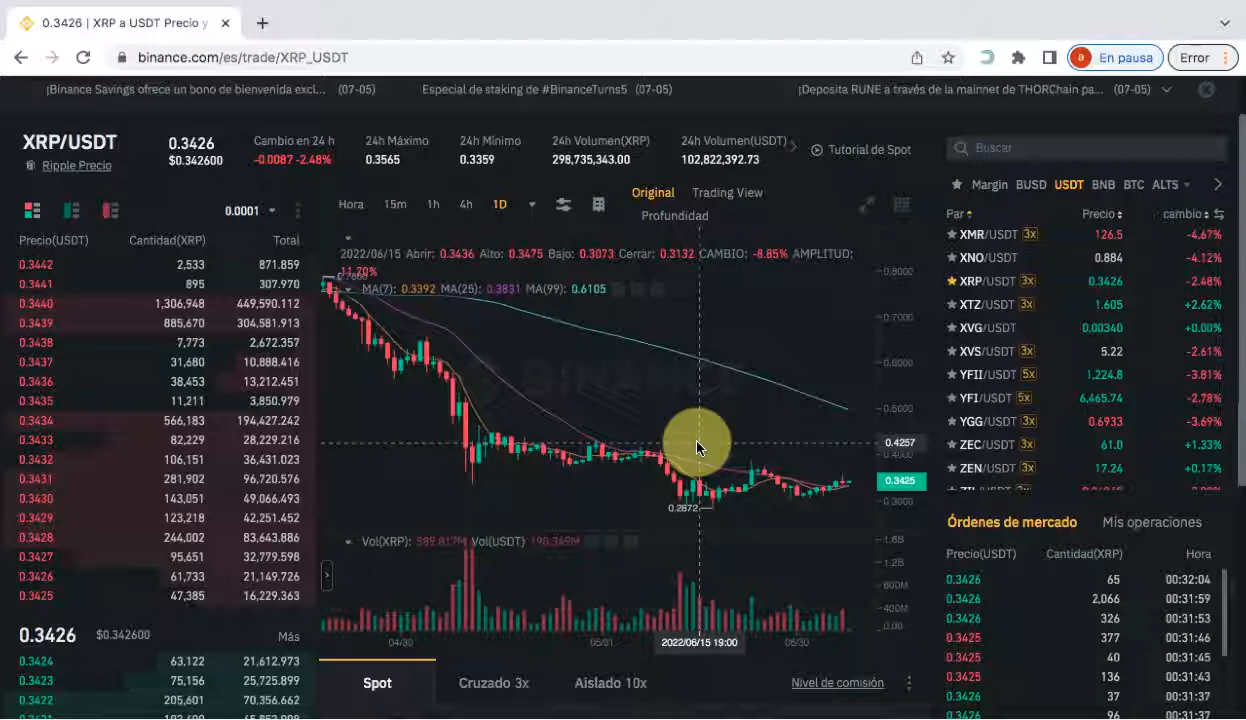 0.3426 | XRP a USDT Precio y
binance.com/es/trade/XRP_USDT
a En pausa
Error
¡Binance Savings ofrece un bono de bienvenida excl... (07-05)
Especial de staking de #BinanceTurns5 (07-05)
¡Deposita RUNE a través de la mainnet de THORChain pa... (07-05)
XRP/USDT
Ripple Precio
0.3426
$0.342600
Cambio en 24 h
-0.0087 -2.48%
24h Máximo
0.3565
24h Mínimo
0.3359
24h Volumen(XRP)
298,735,343.00
24h Volumen(USDT)
102,822,392.73
Tutorial de Spot
0.0001
Precio(USDT) Cantidad(XRP) Total
0.3442 2,533 871.859
0.3441 895 307.970
0.3440 1,306,948 449,590.112
0.3439 885,670 304,581.913
0.3438 7,773 2,672.357
0.3437 31,680 10,888.416
0.3436 38,453 13,212.451
0.3435 11,211 3,850.979
0.3434 566,183 194,427.242
0.3433 82,229 28,229.216
0.3432 106,151 36,431.023
0.3431 281,902 96,720.576
0.3430 143,051 49,066.493
0.3429 123,218 42,251.452
0.3428 244,002 83,643.886
0.3427 95,651 32,779.598
0.3426 61,733 21,149.726
0.3425 47,385 16,229.363
0.3426 $0.342600 Más
0.3424 63,122 21,612.973
0.3423 75,156 25,725.899
0.3422 205,601 70,356.662
Original Trading View
Profundidad
Hora 15m 1h 4h 1D
2022/06/15 Abrir: 0.3436 Alto: 0.3475 Bajo: 0.3073 Cerrar: 0.3132 CAMBIO: -8.85% AMPLITUD:
11.70%
MA(7): 0.3392 MA(25): 0.3831 MA(99): 0.6105
0.8000
0.7000
0.6000
0.5000
0.4257
0.4000
0.3425
0.3000
0.2872
Vol(XRP): 589.817M Vol(USDT) 190.369M
1.6B
1.2B
800M
400M
0.00
04/30 05/31 2022/06/15 19:00 06/30
Spot Cruzado 3x Aislado 10x Nivel de comisión
Buscar
Margin BUSD USDT BNB BTC ALTS
Par Precio cambio
XMR/USDT 3x 126.5 -4.67%
XNO/USDT 0.884 -4.12%
XRP/USDT 3x 0.3426 -2.48%
XTZ/USDT 3x 1.605 +2.62%
XVG/USDT 0.00340 +0.00%
XVS/USDT 3x 5.22 -2.61%
YFII/USDT 5x 1,224.8 -3.81%
YFI/USDT 5x 6,465.74 -2.78%
YGG/USDT 3x 0.6933 -3.69%
ZEC/USDT 3x 61.0 +1.33%
ZEN/USDT 3x 17.24 +0.17%
Órdenes de mercado Mis operaciones
Precio(USDT) Cantidad(XRP) Hora
0.3426 65 00:32:04
0.3426 2,066 00:31:59
0.3426 326 00:31:53
0.3425 377 00:31:46
0.3425 40 00:31:45
0.3425 136 00:31:43
0.3426 37 00:31:37
0.3426 96 00:31:37